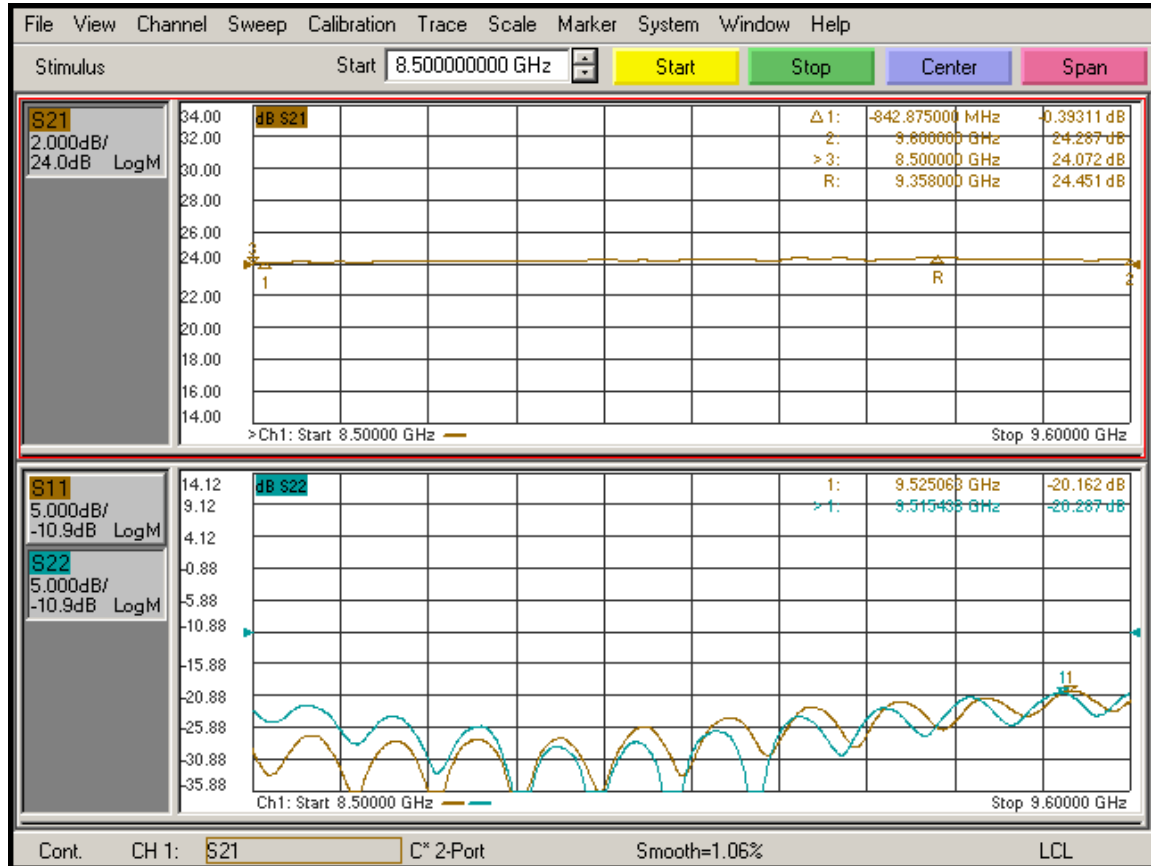 File View Channel Sweep Calibration Trace Scale Marker System Window Help
Stimulus Start 8.500000000 GHz Start Stop Center Span
S21
2.000dB/
24.0dB LogM
34.00
32.00
30.00
28.00
26.00
24.00
22.00
20.00
18.00
16.00
14.00
dB S21
Δ 1: -842.875000 MHz -0.39311 dB
2: 9.600000 GHz 24.287 dB
> 3: 8.500000 GHz 24.072 dB
R: 9.358000 GHz 24.451 dB
3
1
R
2
>Ch1: Start 8.50000 GHz Stop 9.60000 GHz
S11
5.000dB/
-10.9dB LogM
S22
5.000dB/
-10.9dB LogM
14.12
9.12
4.12
-0.88
-5.88
-10.88
-15.88
-20.88
-25.88
-30.88
-35.88
dB S22
1: 9.525063 GHz -20.162 dB
> 1: 9.515438 GHz -20.287 dB
11
Ch1: Start 8.50000 GHz Stop 9.60000 GHz
Cont. CH 1: S21 C* 2-Port Smooth=1.06% LCL